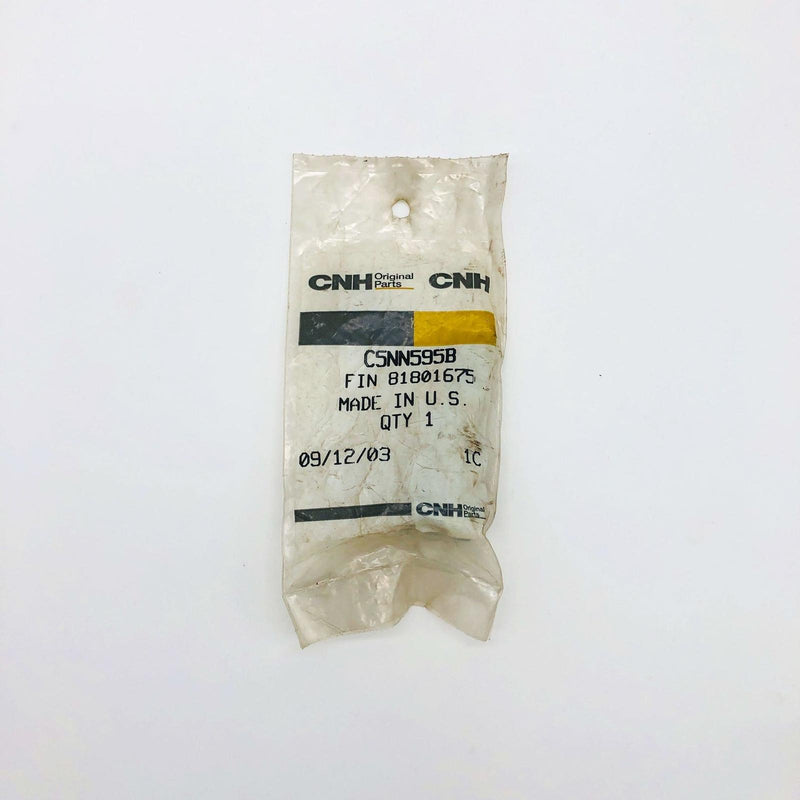 CNH Original Parts CNH
C5NN595B
FIN 81801675
MADE IN U.S.
QTY 1
09/12/03 1C
CNH Original Parts